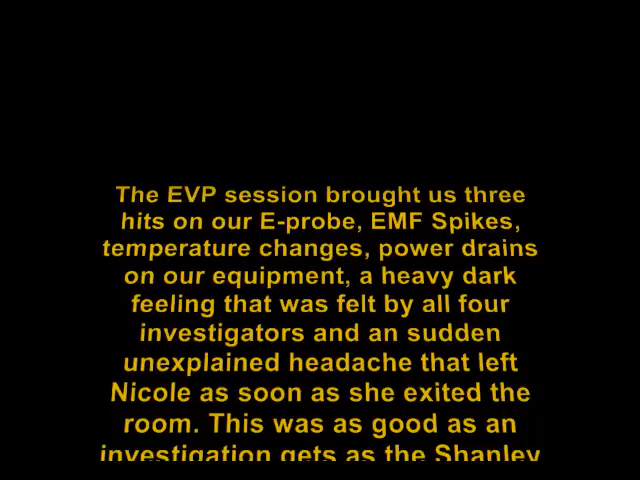 The EVP session brought us three
hits on our E-probe, EMF Spikes,
temperature changes, power drains
on our equipment, a heavy dark
feeling that was felt by all four
investigators and an sudden
unexplained headache that left
Nicole as soon as she exited the
room. This was as good as an
investigation gets as the Shanley